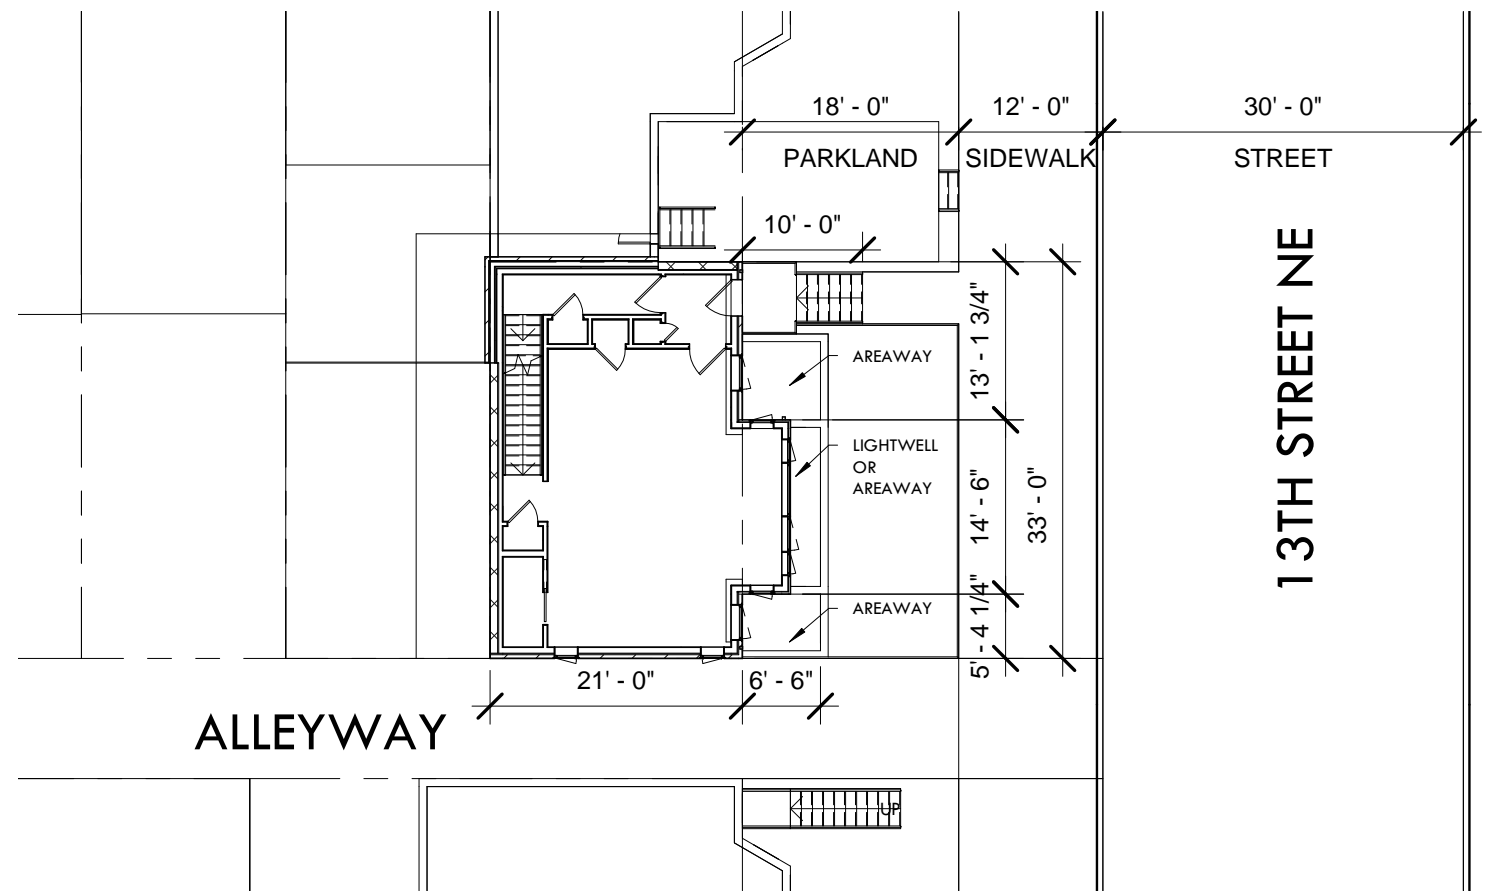 18' - 0"
12' - 0"
30' - 0"
PARKLAND
SIDEWALK
STREET
10' - 0"
13TH STREET NE
13' - 1 3/4"
AREAWAY
LIGHTWELL
OR
AREAWAY
14' - 6"
33' - 0"
5' - 4 1/4"
AREAWAY
21' - 0"
6' - 6"
ALLEYWAY
UP